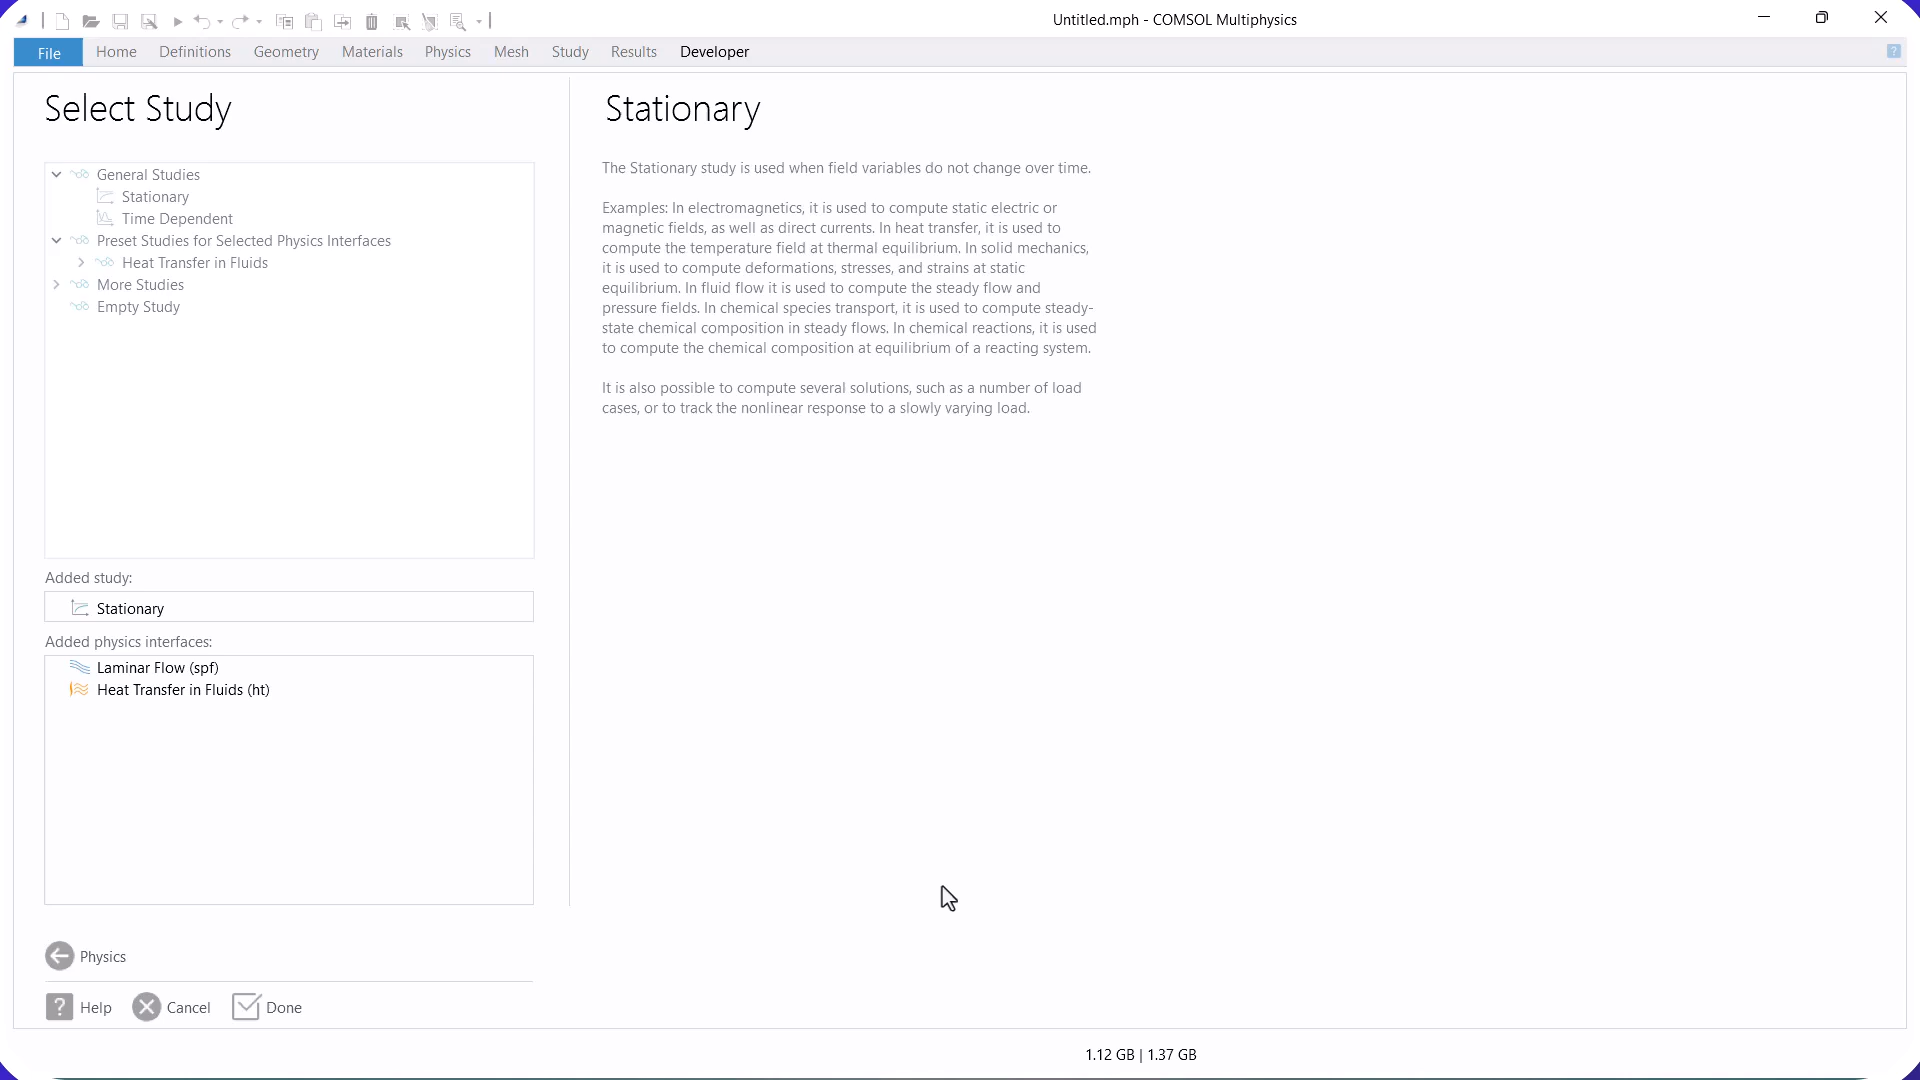 Untitled.mph - COMSOL Multiphysics
File Home Definitions Geometry Materials Physics Mesh Study Results Developer ?
Select Study
General Studies
Stationary
Time Dependent
Preset Studies for Selected Physics Interfaces
Heat Transfer in Fluids
More Studies
Empty Study
Added study:
Stationary
Added physics interfaces:
Laminar Flow (spf)
Heat Transfer in Fluids (ht)
Physics
? Help Cancel Done
Stationary
The Stationary study is used when field variables do not change over time.
Examples: In electromagnetics, it is used to compute static electric or
magnetic fields, as well as direct currents. In heat transfer, it is used to
compute the temperature field at thermal equilibrium. In solid mechanics,
it is used to compute deformations, stresses, and strains at static
equilibrium. In fluid flow it is used to compute the steady flow and
pressure fields. In chemical species transport, it is used to compute steady-
state chemical composition in steady flows. In chemical reactions, it is used
to compute the chemical composition at equilibrium of a reacting system.
It is also possible to compute several solutions, such as a number of load
cases, or to track the nonlinear response to a slowly varying load.
1.12 GB | 1.37 GB